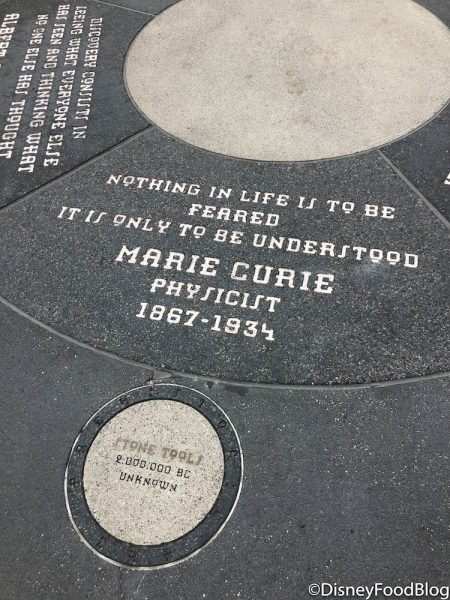 DISCOVERY CONSISTS IN
SEEING WHAT EVERYONE ELSE
HAS SEEN AND THINKING WHAT
NO ONE ELSE HAS THOUGHT
ALBERT
NOTHING IN LIFE IS TO BE
FEARED
IT IS ONLY TO BE UNDERSTOOD
MARIE CURIE
PHYSICIST
1867-1934
STONE TOOLS
2,000,000 BC
UNKNOWN
©DisneyFoodBlog